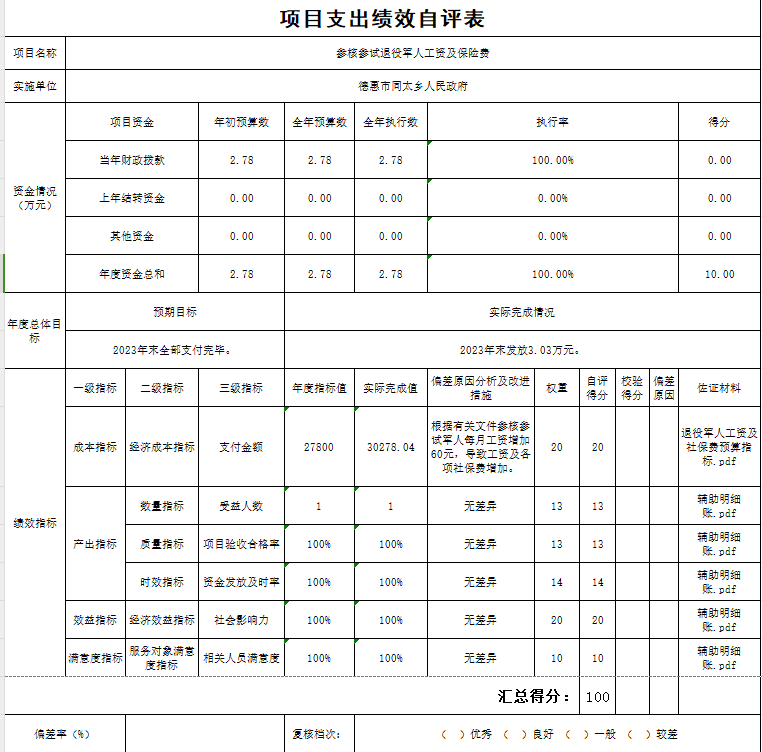 项目支出绩效自评表
项目名称 参核参试退役军人工资及保险费
实施单位 德惠市同太乡人民政府
资金情况
（万元）
项目资金 年初预算数 全年预算数 全年执行数 执行率 得分
当年财政拨款 2.78 2.78 2.78 100.00% 0.00
上年结转资金 0.00 0.00 0.00 0.00% 0.00
其他资金 0.00 0.00 0.00 0.00% 0.00
年度资金总和 2.78 2.78 2.78 100.00% 10.00
年度总体目
标
预期目标 实际完成情况
2023年末全部支付完毕。 2023年末发放3.03万元。
绩效指标
一级指标 二级指标 三级指标 年度指标值 实际完成值
偏差原因分析及改进
措施
权重
自评
得分
校验
得分
偏差
原因
佐证材料
成本指标 经济成本指标 支付金额 27800 30278.04
根据有关文件参核参
试军人每月工资增加
60元，导致工资及各
项社保费增加。
20 20
退役军人工资及
社保费预算指
标.pdf
产出指标
数量指标 受益人数 1 1 无差异 13 13
辅助明细
账.pdf
质量指标 项目验收合格率 100% 100% 无差异 13 13
辅助明细
账.pdf
时效指标 资金发放及时率 100% 100% 无差异 14 14
辅助明细
账.pdf
效益指标 经济效益指标 社会影响力 100% 100% 无差异 20 20
辅助明细
账.pdf
满意度指标
服务对象满意
度指标
相关人员满意度 100% 100% 无差异 10 10
辅助明细
账.pdf
汇总得分： 100
偏差率（%） 复核档次： （ ）优秀 （ ）良好 （ ）一般 （ ）较差